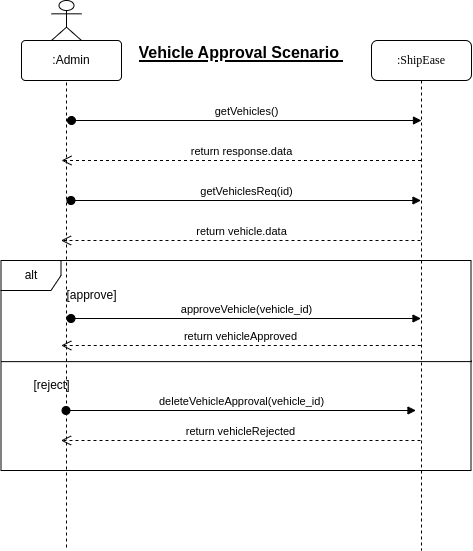 Vehicle Approval Scenario
:Admin
:ShipEase
getVehicles()
return response.data
getVehiclesReq(id)
return vehicle.data
alt
[approve]
approveVehicle(vehicle_id)
return vehicleApproved
[reject]
deleteVehicleApproval(vehicle_id)
return vehicleRejected